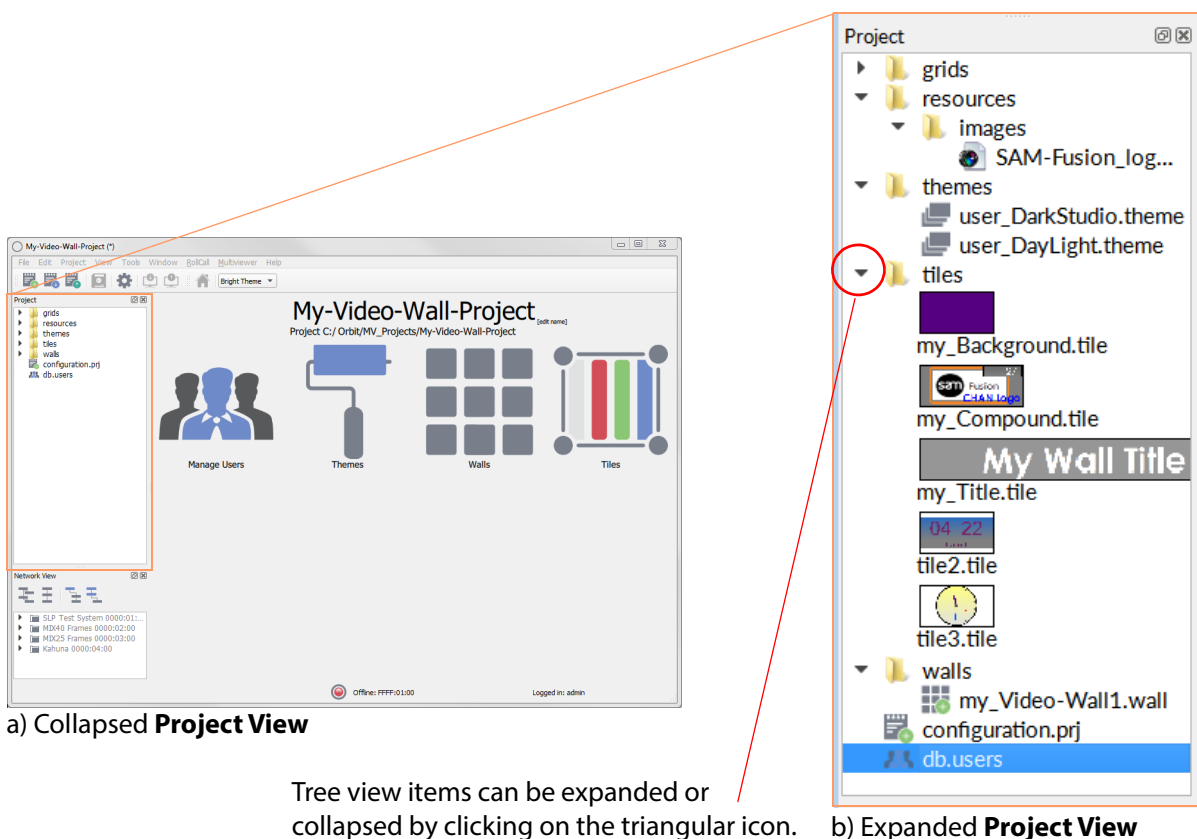 My-Video-Wall-Project (*)
File Edit Project View Tools Window RollCall Multiviewer Help
Bright Theme
Project
grids
resources
themes
tiles
walls
configuration.prj
db.users
My-Video-Wall-Project [edit name]
Project C:/ Orbit/MV_Projects/My-Video-Wall-Project
Manage Users
Themes
Walls
Tiles
Network View
SLP Test System 0000:01:...
MIX40 Frames 0000:02:00
MIX25 Frames 0000:03:00
Kahuna 0000:04:00
Offline: FFFF:01:00
Logged in: admin
a) Collapsed Project View
Project
grids
resources
images
SAM-Fusion_log...
themes
user_DarkStudio.theme
user_DayLight.theme
tiles
my_Background.tile
sam Fusion
CHAN logo
my_Compound.tile
My Wall Title
my_Title.tile
04 22
tile2.tile
tile3.tile
walls
my_Video-Wall1.wall
configuration.prj
db.users
Tree view items can be expanded or
collapsed by clicking on the triangular icon.
b) Expanded Project View